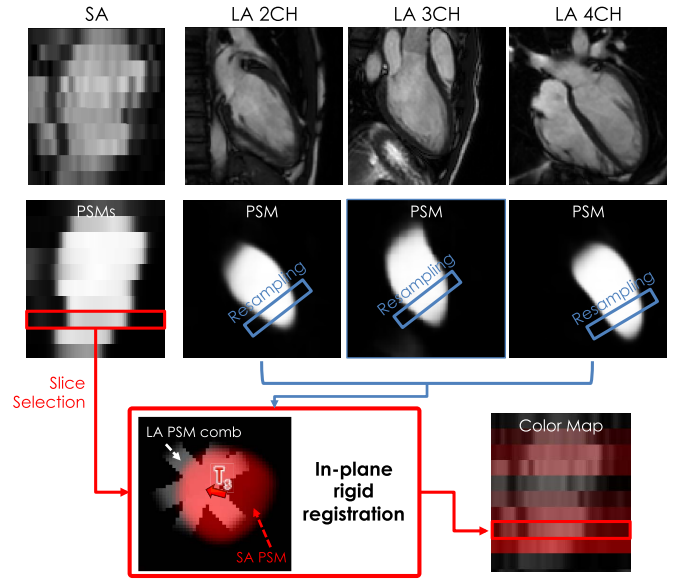 SA
LA 2CH
LA 3CH
LA 4CH
PSMs
PSM
PSM
PSM
Resampling
Resampling
Resampling
Slice
Selection
LA PSM comb
T₃
SA PSM
In-plane
rigid
registration
Color Map